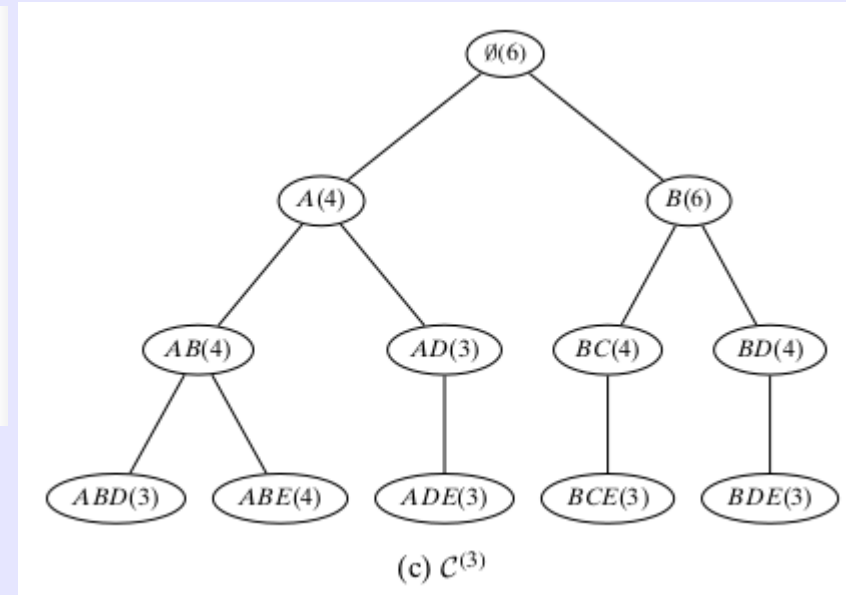 ∅(6)
A(4) B(6)
AB(4) AD(3) BC(4) BD(4)
ABD(3) ABE(4) ADE(3) BCE(3) BDE(3)
(c) 𝒞⁽³⁾